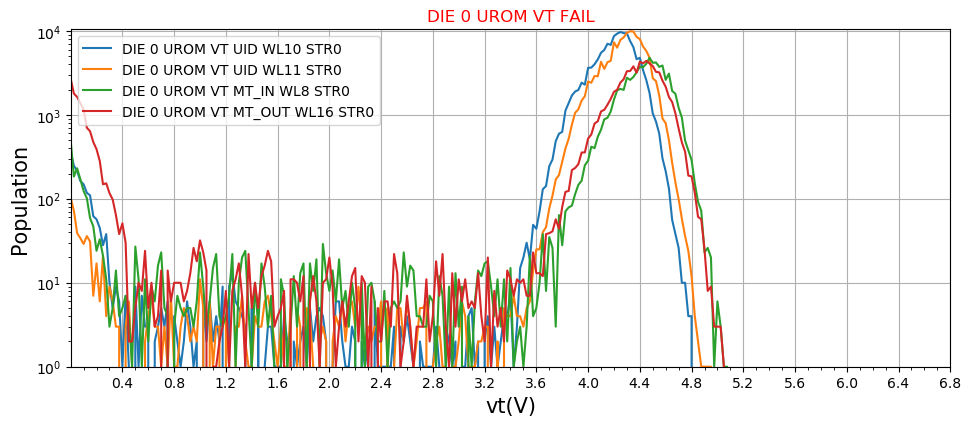 DIE 0 UROM VT FAIL
DIE 0 UROM VT UID WL10 STR0
DIE 0 UROM VT UID WL11 STR0
DIE 0 UROM VT MT_IN WL8 STR0
DIE 0 UROM VT MT_OUT WL16 STR0
Population
10⁴
10³
10²
10¹
10⁰
0.4 0.8 1.2 1.6 2.0 2.4 2.8 3.2 3.6 4.0 4.4 4.8 5.2 5.6 6.0 6.4 6.8
vt(V)